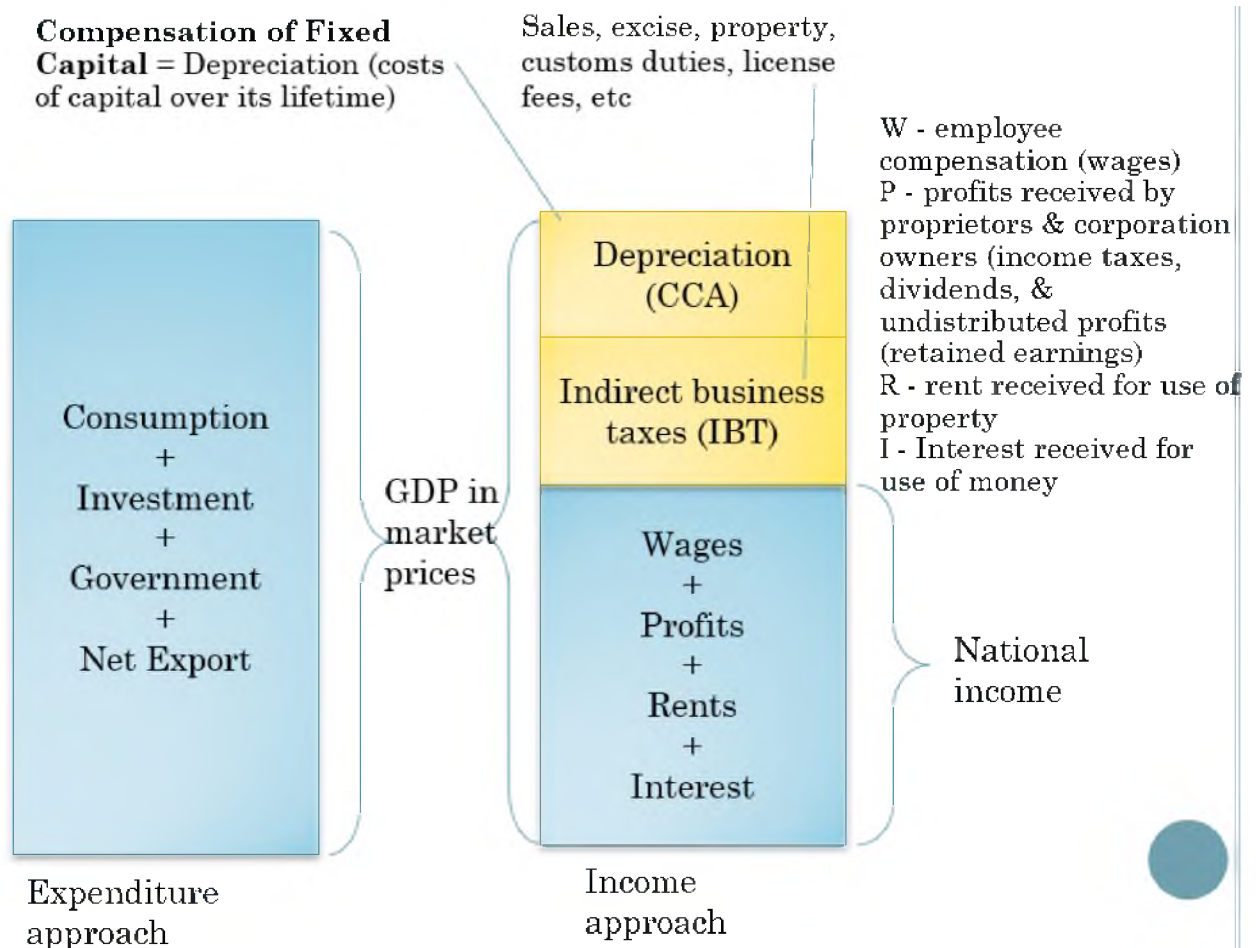 Compensation of Fixed
Capital = Depreciation (costs
of capital over its lifetime)
Sales, excise, property,
customs duties, license
fees, etc
W - employee
compensation (wages)
P - profits received by
proprietors & corporation
owners (income taxes,
dividends, &
undistributed profits
(retained earnings)
R - rent received for use of
property
I - Interest received for
use of money
Consumption
+
Investment
+
Government
+
Net Export
GDP in
market
prices
Depreciation
(CCA)
Indirect business
taxes (IBT)
Wages
+
Profits
+
Rents
+
Interest
National
income
Expenditure
approach
Income
approach